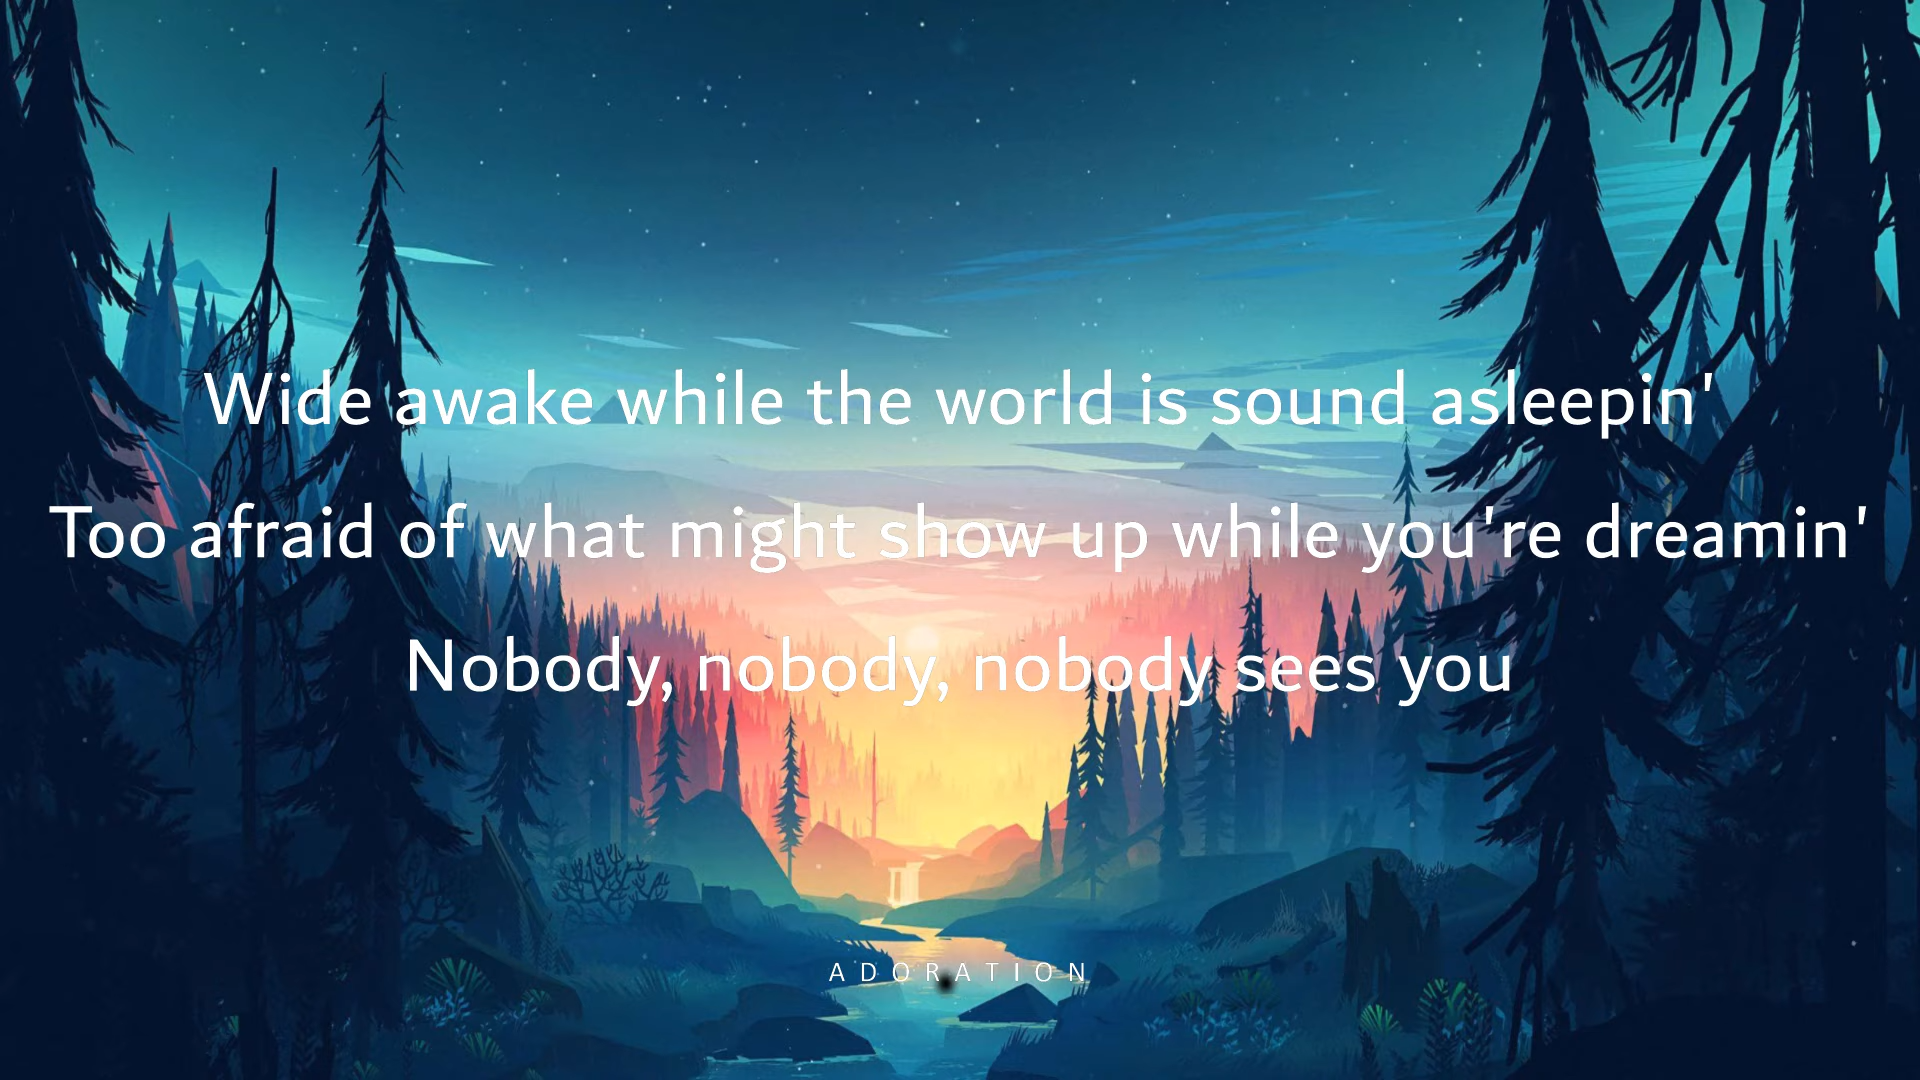 Wide awake while the world is sound asleepin'
Too afraid of what might show up while you're dreamin'
Nobody, nobody, nobody sees you
ADORATION